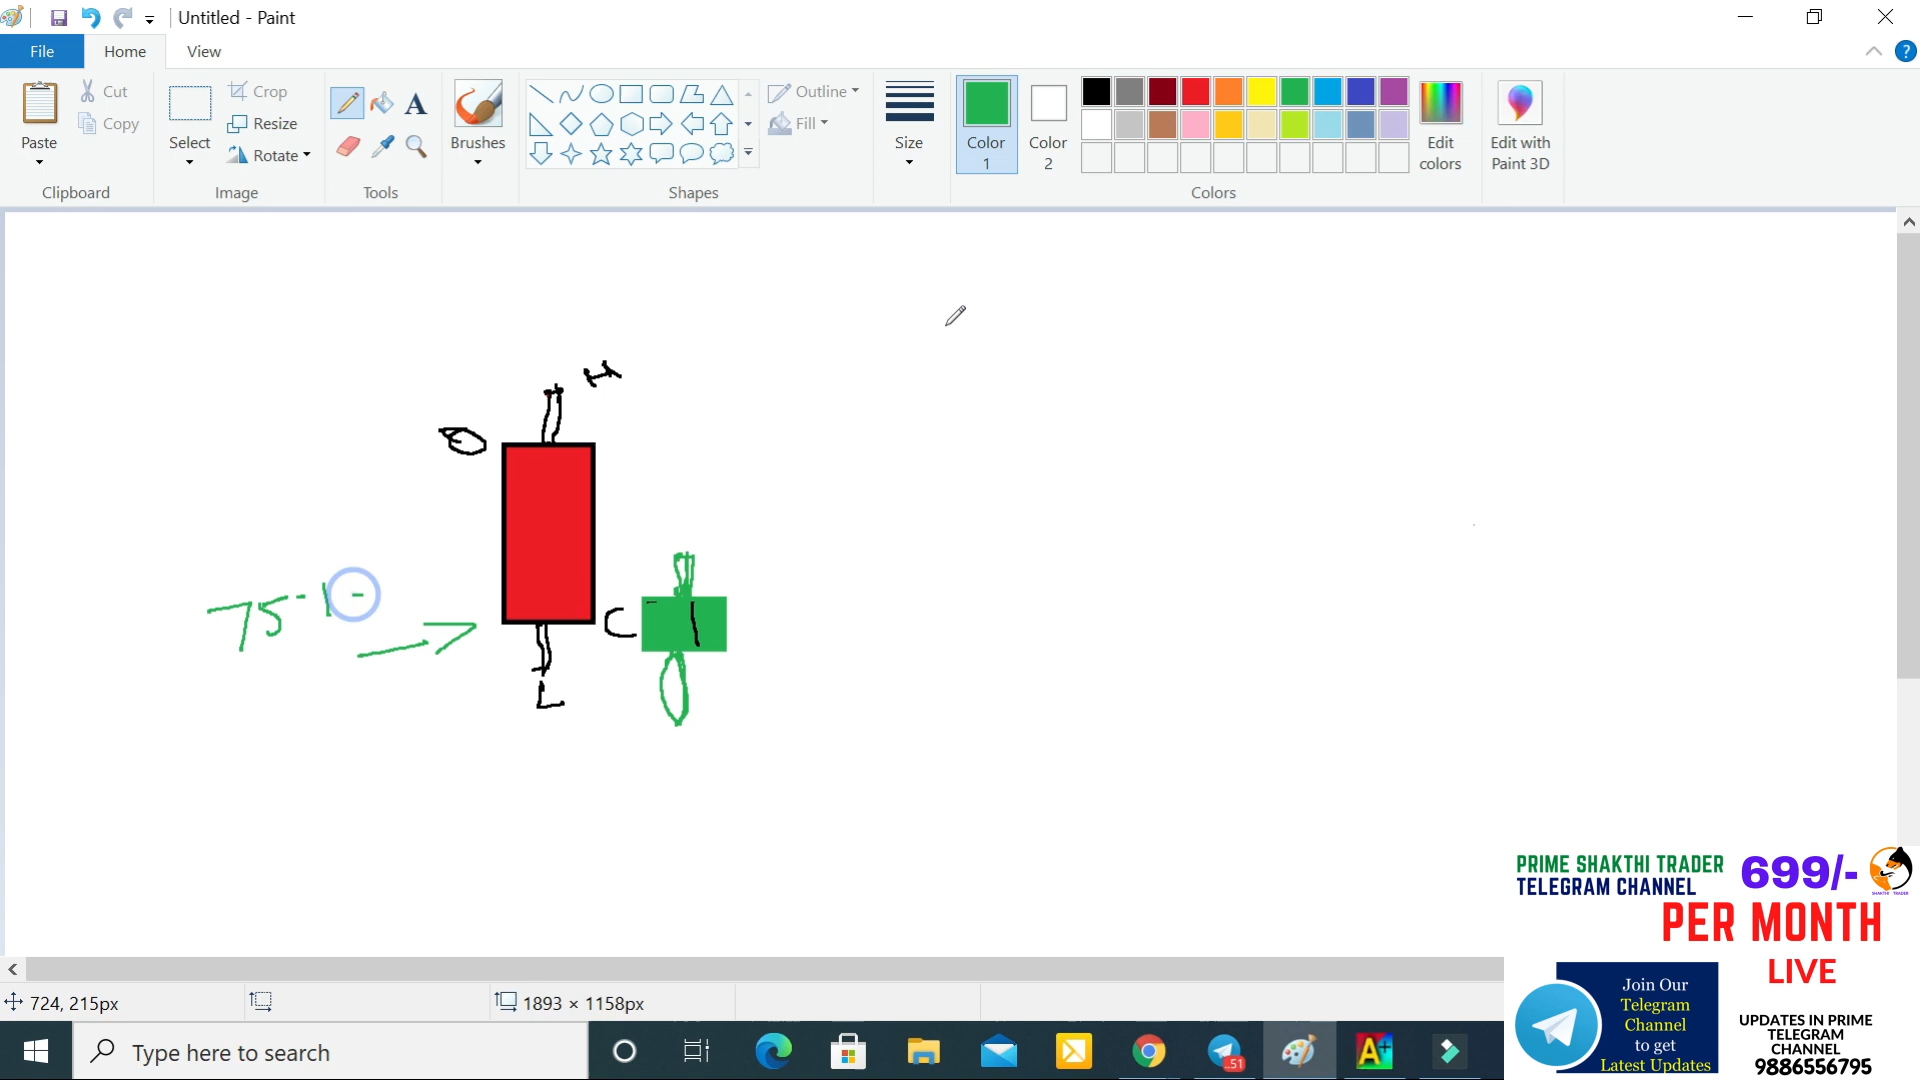 Untitled - Paint
File Home View
Paste
Cut
Copy
Clipboard
Select
Crop
Resize
Rotate
Image
A
Tools
Brushes
Shapes
Outline
Fill
Size
Color 1
Color 2
Colors
Edit colors
Edit with Paint 3D
?
H
O
C
L
75
PRIME SHAKTHI TRADER
TELEGRAM CHANNEL
699/-
PER MONTH
LIVE
SHAKTHI TRADER
Join Our
Telegram
Channel
to get
Latest Updates
UPDATES IN PRIME
TELEGRAM
CHANNEL
9886556795
724, 215px
1893 × 1158px
Type here to search
51
A+